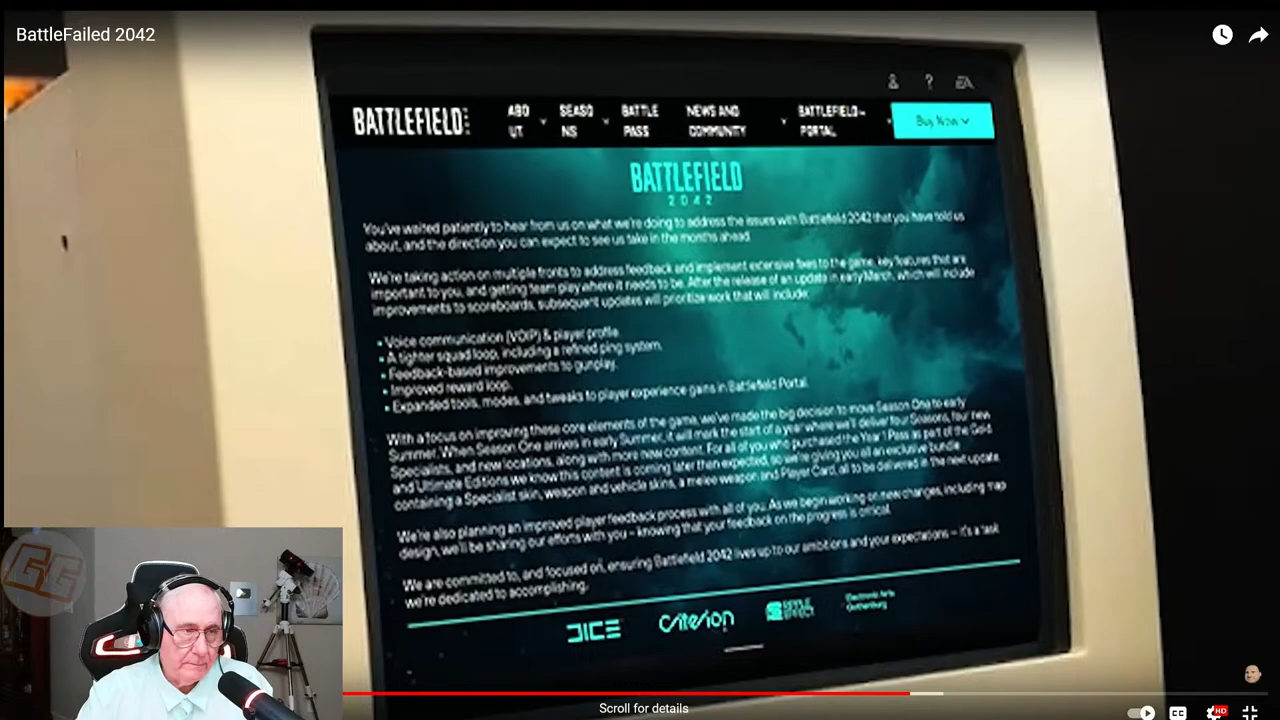 BattleFailed 2042
BATTLEFIELD
ABO
UT
SEASO
NS
BATTLE
PASS
NEWS AND
COMMUNITY
BATTLEFIELD™
PORTAL
Buy Now
? EA
BATTLEFIELD
2042
You've waited patiently to hear from us on what we're doing to address the issues with Battlefield 2042 that you have told us
about, and the direction you can expect to see us take in the months ahead.
We're taking action on multiple fronts to address feedback and implement extensive fixes to the game, key features that are
important to you, and getting team play where it needs to be. After the release of an update in early March, which will include
improvements to scoreboards, subsequent updates will prioritize work that will include:
• Voice communication (VOIP) & player profile.
• A tighter squad loop, including a refined ping system.
• Feedback-based improvements to gunplay.
• Improved reward loop.
• Expanded tools, modes, and tweaks to player experience gains in Battlefield Portal.
With a focus on improving these core elements of the game, we've made the big decision to move Season One to early
Summer. When Season One arrives in early Summer, it will mark the start of a year where we'll deliver four Seasons, four new
Specialists, and new locations, along with more new content. For all of you who purchased the Year 1 Pass as part of the Gold
and Ultimate Editions we know this content is coming later then expected, so we're giving you all an exclusive bundle
containing a Specialist skin, weapon and vehicle skins, a melee weapon and Player Card, all to be delivered in the next update.
We're also planning an improved player feedback process with all of you. As we begin working on new changes, including map
design, we'll be sharing our efforts with you – knowing that your feedback on the progress is critical.
We are committed to, and focused on, ensuring Battlefield 2042 lives up to our ambitions and your expectations – it's a task
we're dedicated to accomplishing.
DICE
criterion
RIPPLE
EFFECT
Electronic Arts
Gothenburg
GG
Scroll for details
CC
HD